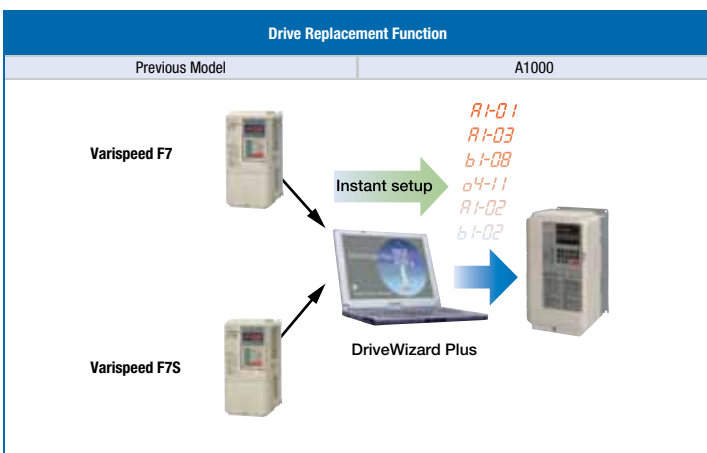 Drive Replacement Function
Previous Model
A1000
Varispeed F7
Instant setup
A1-01
A1-03
b1-08
o4-11
A1-02
b1-02
DriveWizard Plus
Varispeed F7S